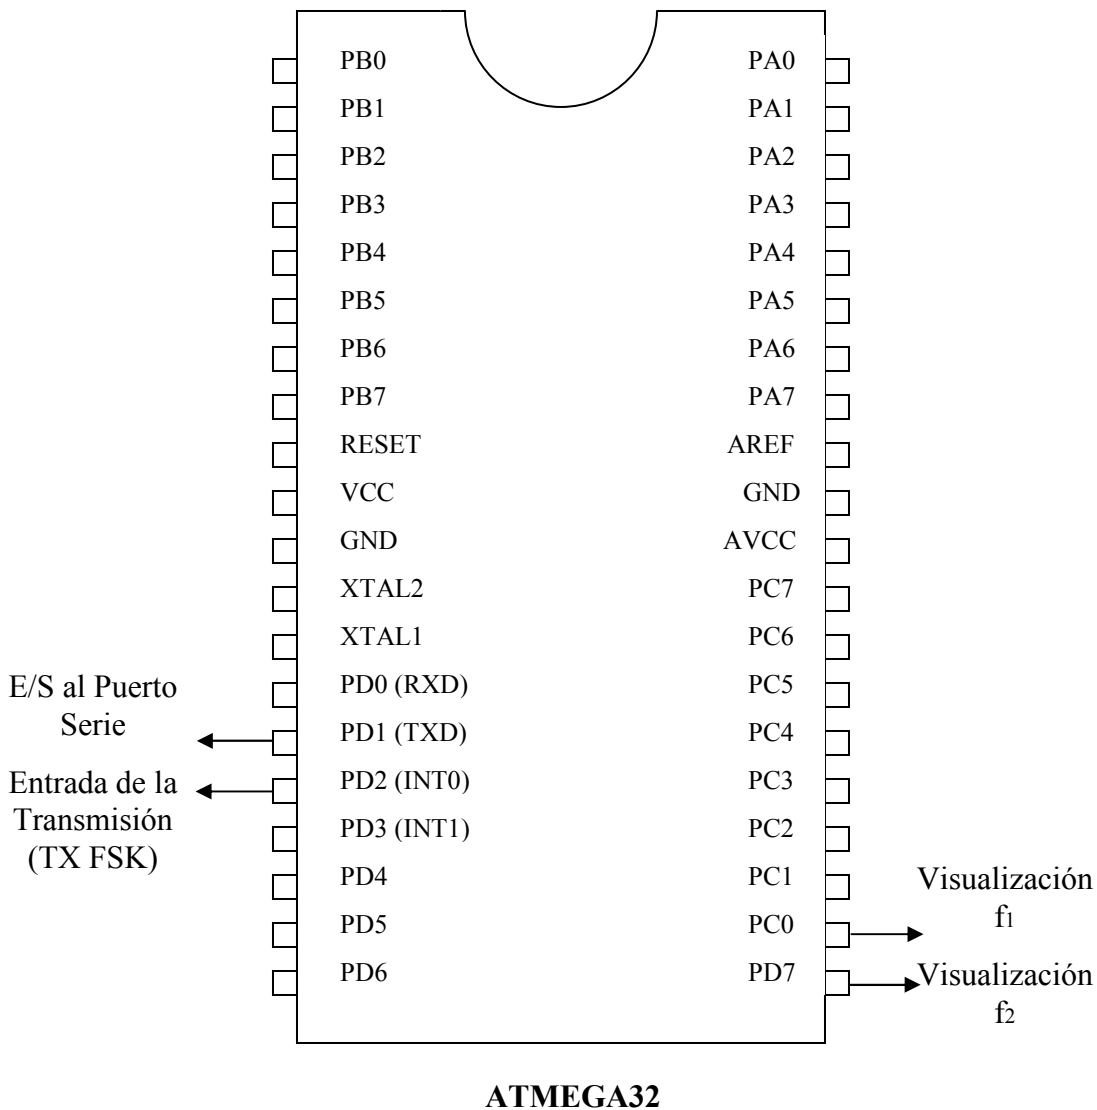 PB0 PA0
PB1 PA1
PB2 PA2
PB3 PA3
PB4 PA4
PB5 PA5
PB6 PA6
PB7 PA7
RESET AREF
VCC GND
GND AVCC
XTAL2 PC7
XTAL1 PC6
PD0 (RXD) PC5
E/S al Puerto
Serie
PD1 (TXD) PC4
Entrada de la
Transmisión
(TX FSK)
PD2 (INT0) PC3
PD3 (INT1) PC2
PD4 PC1
PD5 PC0
Visualización
f1
PD6 PD7
Visualización
f2
ATMEGA32